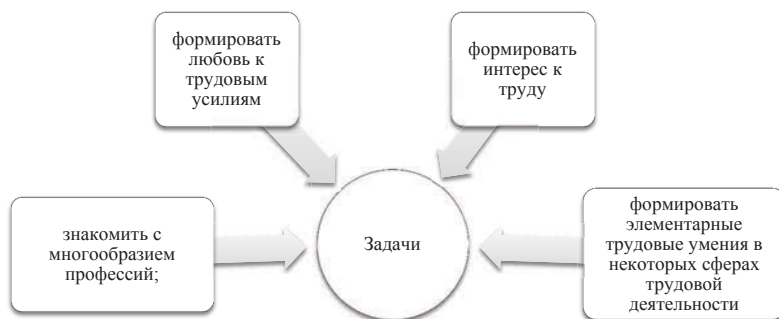 формировать
любовь к
трудовым
усилиям
формировать
интерес к
труду
знакомить с
многообразием
профессий;
Задачи
формировать
элементарные
трудовые умения в
некоторых сферах
трудовой
деятельности